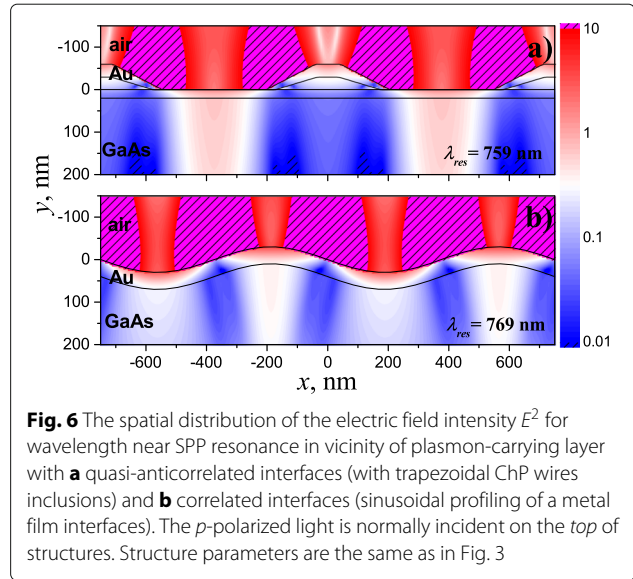 -100
0
100
200
y, nm
air
Au
GaAs
a)
λres= 759 nm
10
1
0.1
0.01
-100
0
100
200
air
Au
GaAs
b)
λres= 769 nm
-600 -400 -200 0 200 400 600
x, nm
Fig. 6 The spatial distribution of the electric field intensity E² for
wavelength near SPP resonance in vicinity of plasmon-carrying layer
with a quasi-anticorrelated interfaces (with trapezoidal ChP wires
inclusions) and b correlated interfaces (sinusoidal profiling of a metal
film interfaces). The p-polarized light is normally incident on the top of
structures. Structure parameters are the same as in Fig. 3